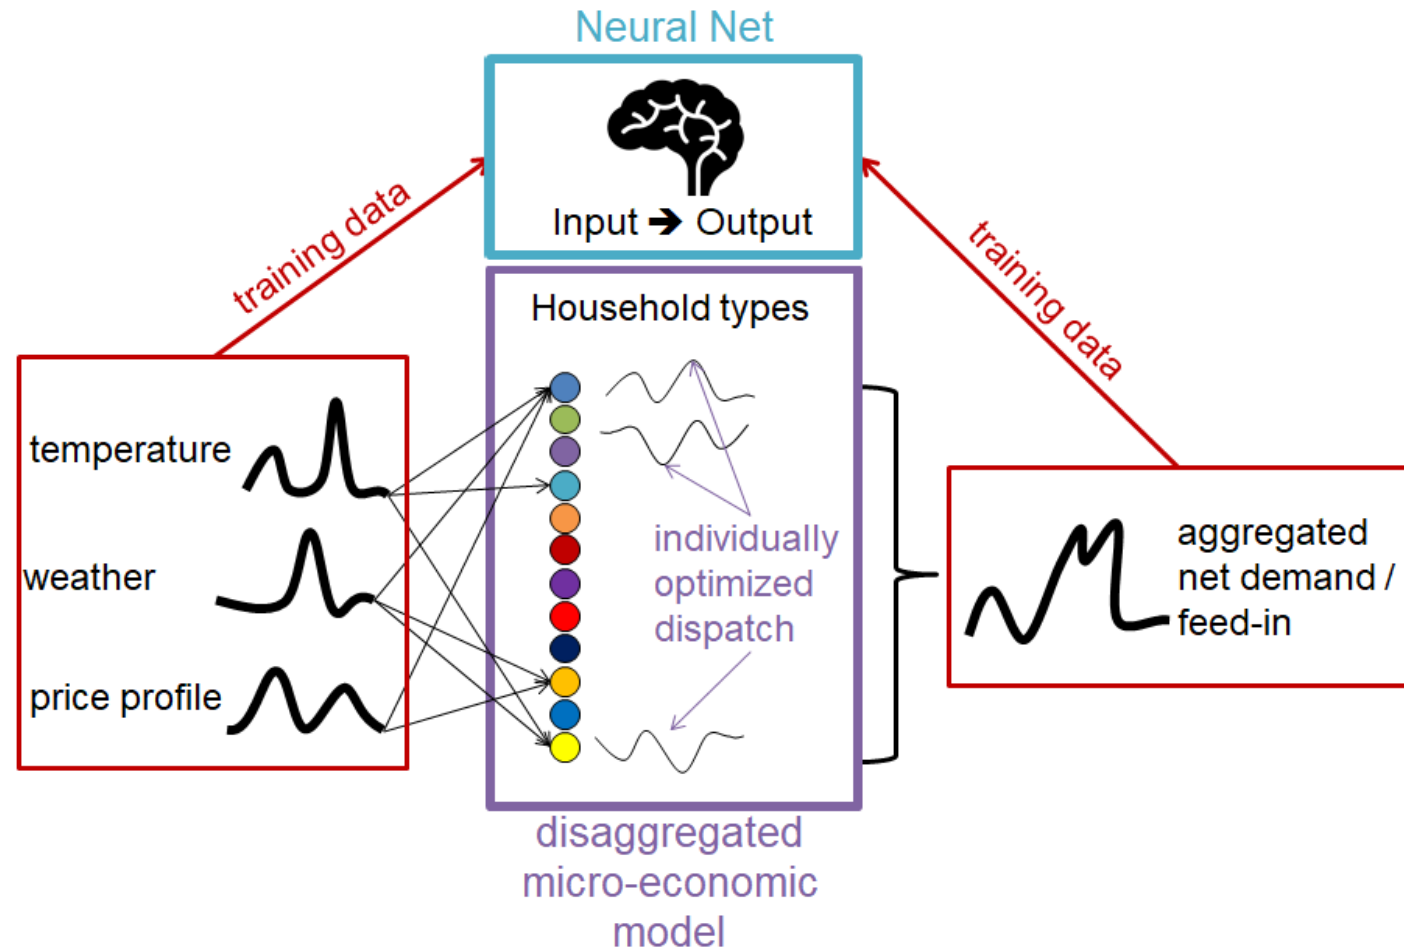 Neural Net
Input ➔ Output
training data
training data
Household types
temperature
weather
price profile
individually
optimized
dispatch
aggregated
net demand /
feed-in
disaggregated
micro-economic
model